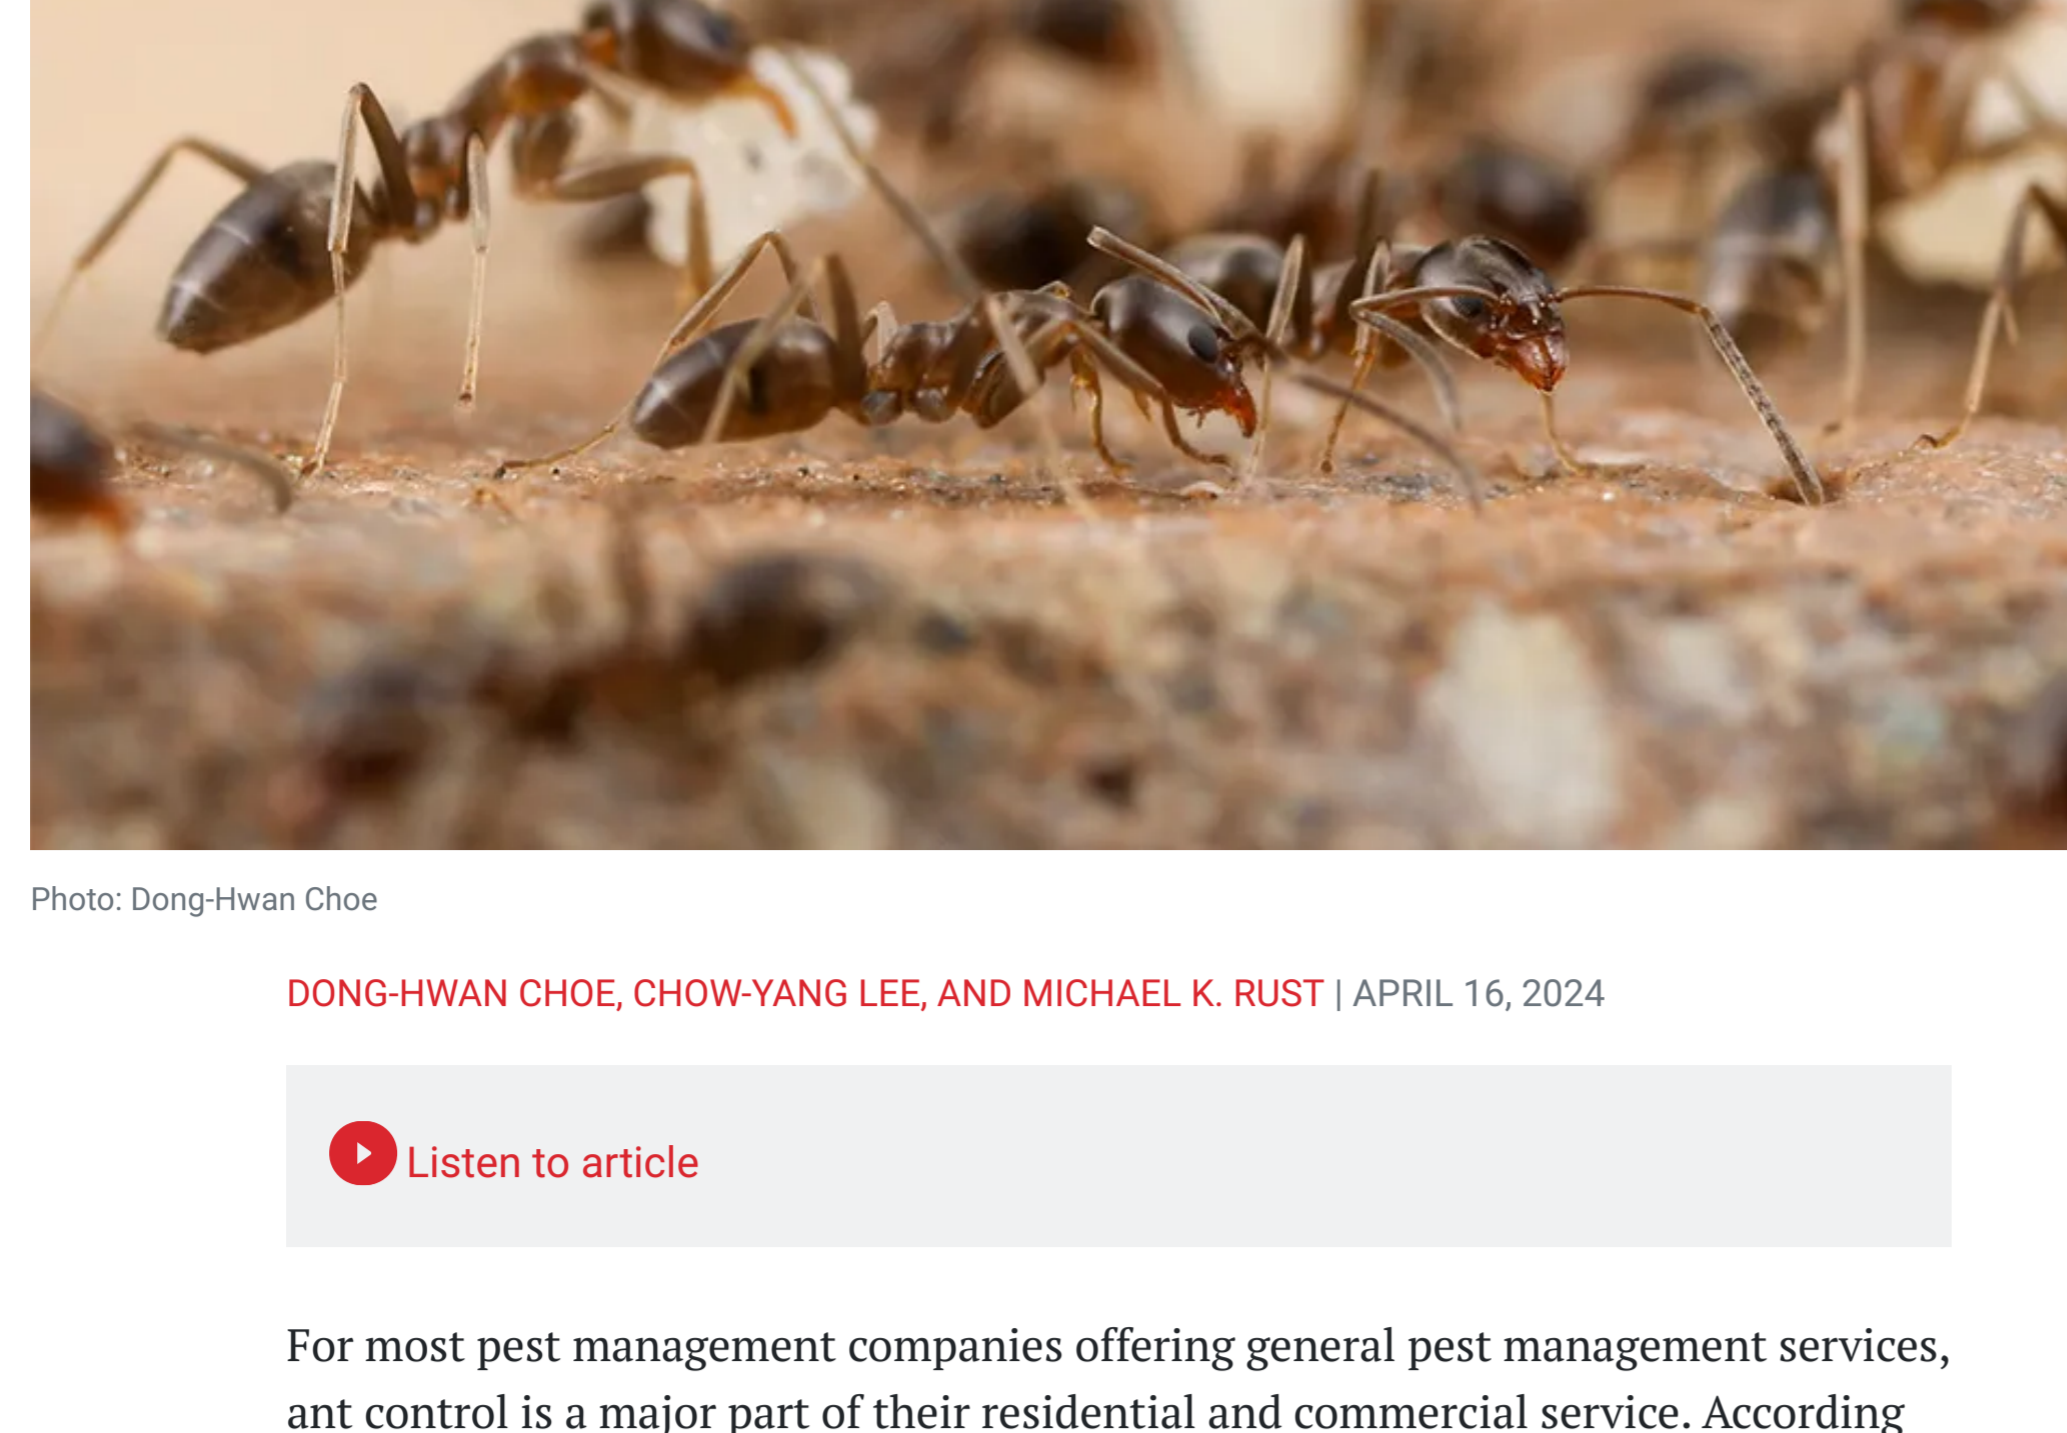 Photo: Dong-Hwan Choe
DONG-HWAN CHOE, CHOW-YANG LEE, AND MICHAEL K. RUST | APRIL 16, 2024
Listen to article
For most pest management companies offering general pest management services,
ant control is a major part of their residential and commercial service. According